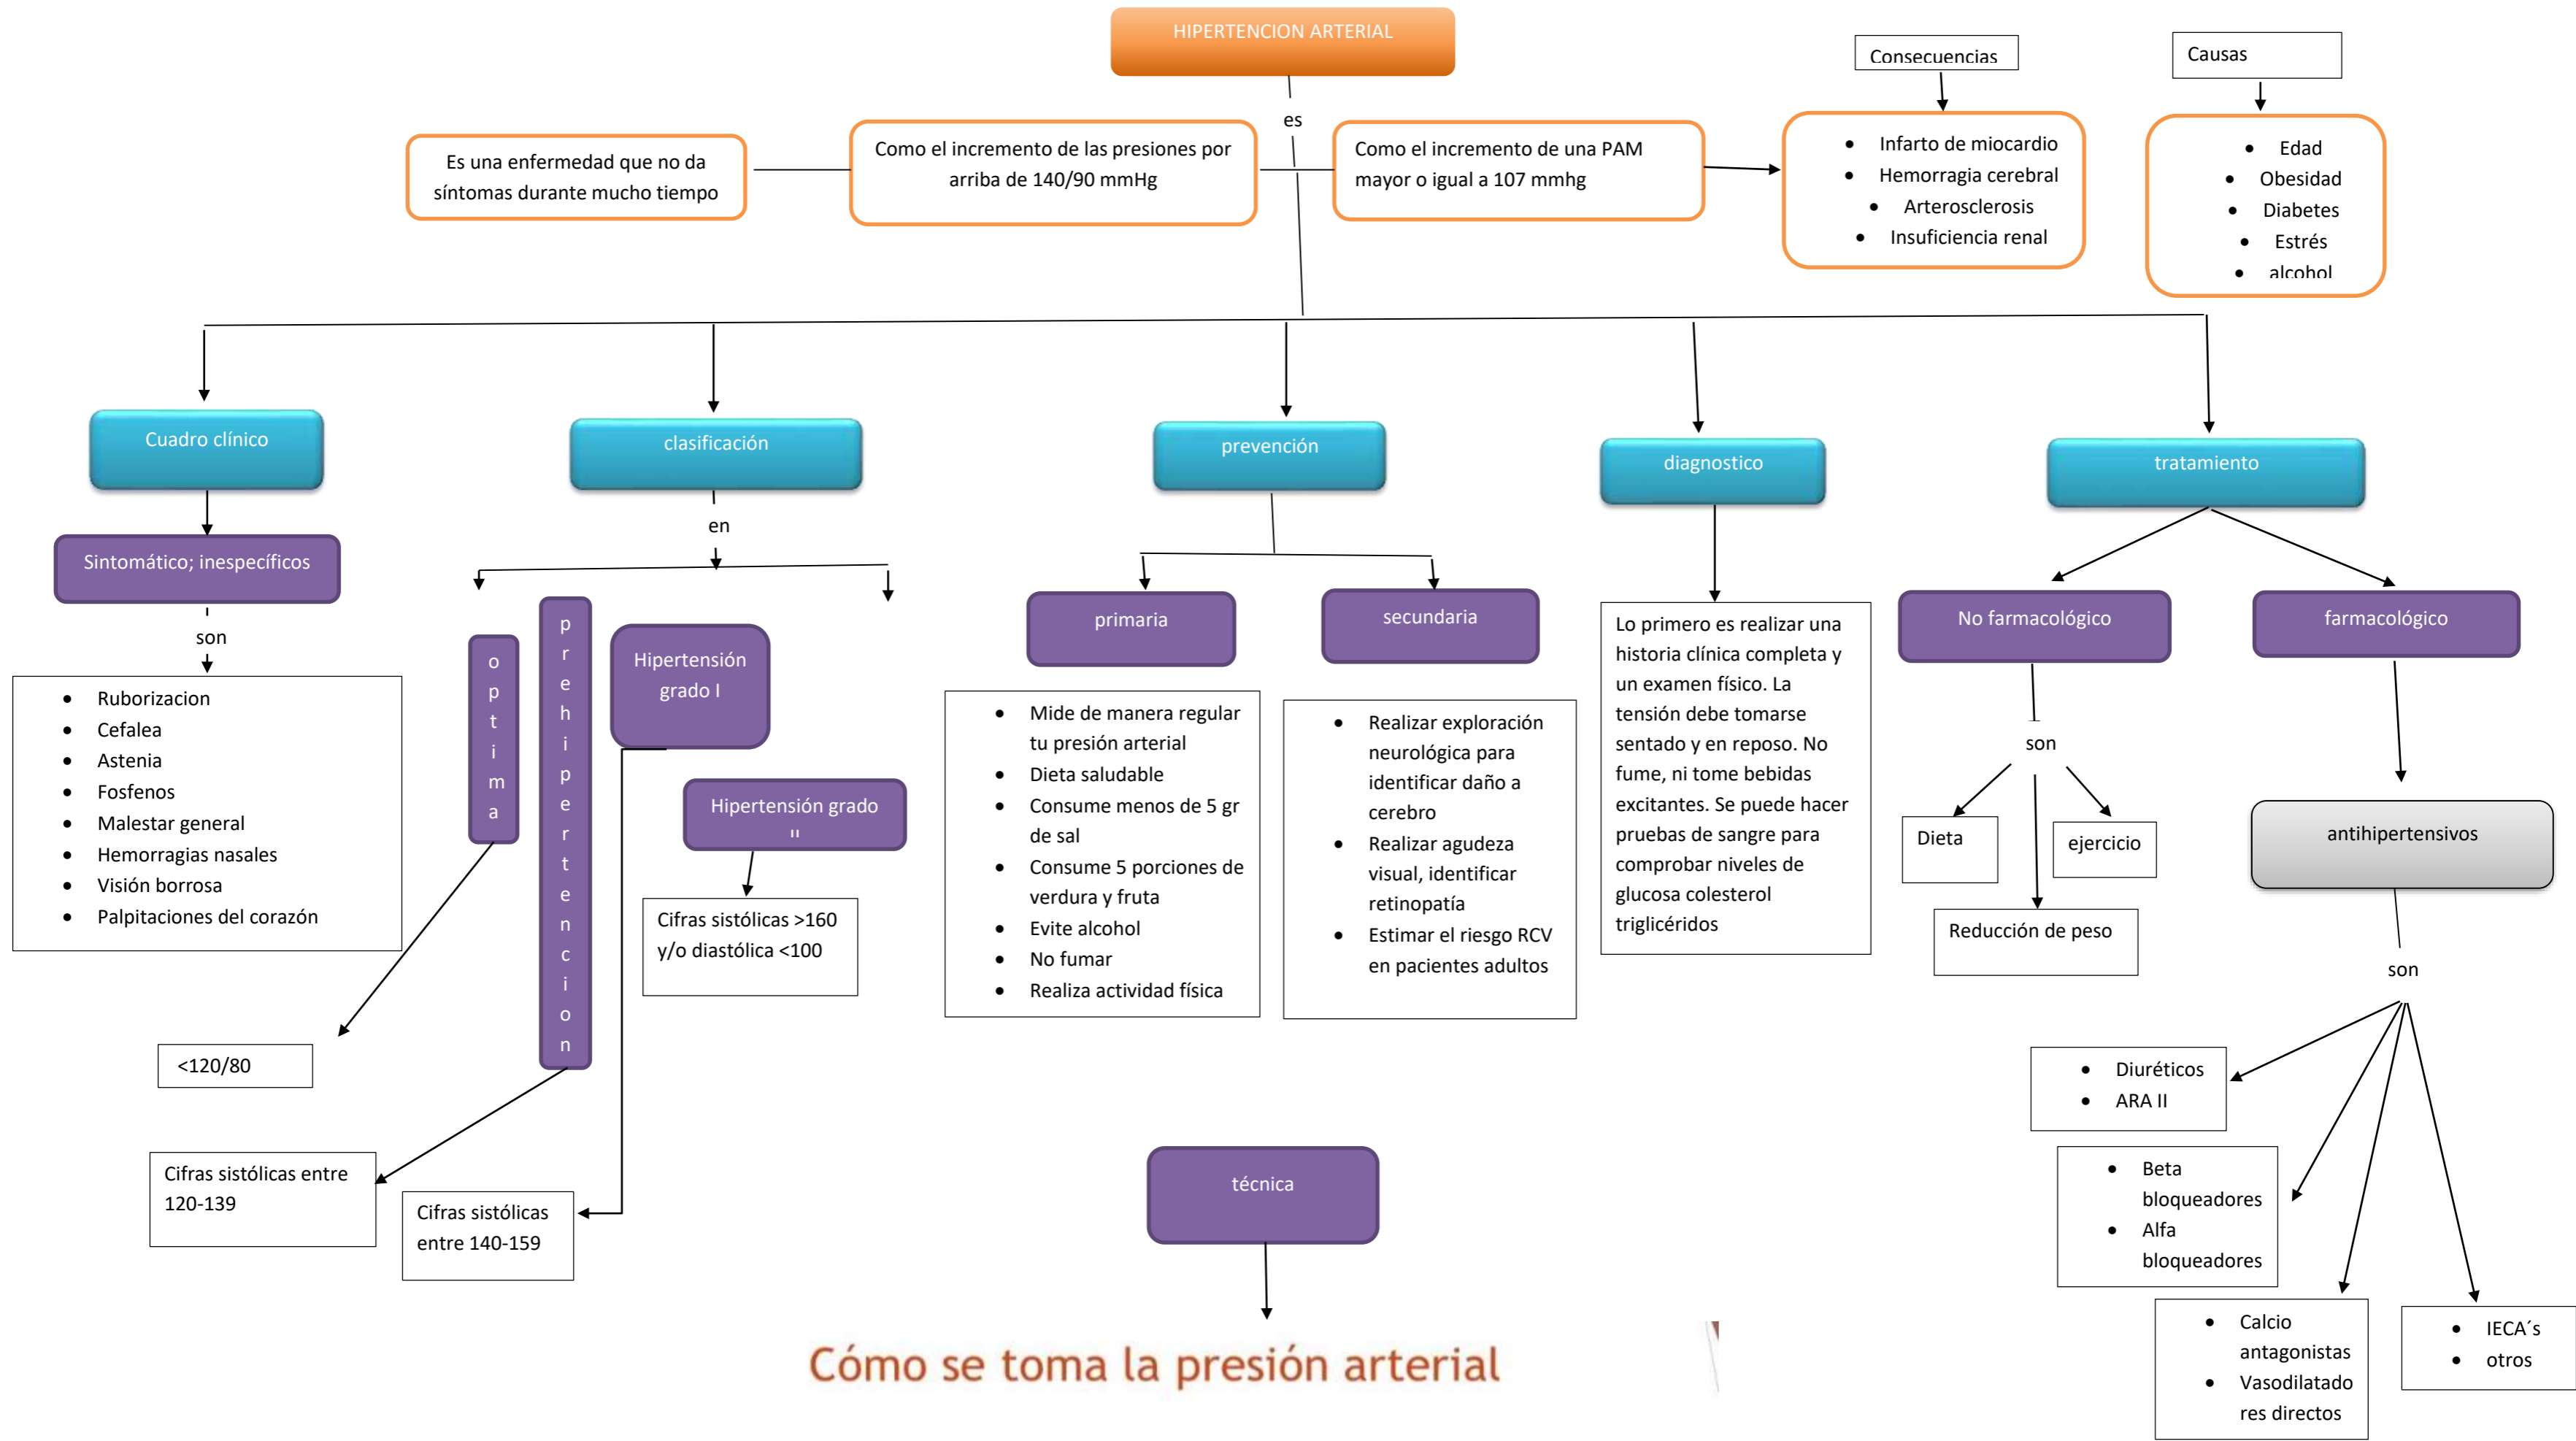 HIPERTENCION ARTERIAL
es
Es una enfermedad que no da
síntomas durante mucho tiempo
Como el incremento de las presiones por
arriba de 140/90 mmHg
Como el incremento de una PAM
mayor o igual a 107 mmhg
Consecuencias
• Infarto de miocardio
• Hemorragia cerebral
• Arterosclerosis
• Insuficiencia renal
Causas
• Edad
• Obesidad
• Diabetes
• Estrés
• alcohol
Cuadro clínico
Sintomático; inespecíficos
son
• Ruborizacion
• Cefalea
• Astenia
• Fosfenos
• Malestar general
• Hemorragias nasales
• Visión borrosa
• Palpitaciones del corazón
clasificación
en
optima
prehipertencion
Hipertensión
grado I
Hipertensión grado
II
Cifras sistólicas >160
y/o diastólica <100
<120/80
Cifras sistólicas entre
120-139
Cifras sistólicas
entre 140-159
prevención
primaria
• Mide de manera regular
tu presión arterial
• Dieta saludable
• Consume menos de 5 gr
de sal
• Consume 5 porciones de
verdura y fruta
• Evite alcohol
• No fumar
• Realiza actividad física
secundaria
• Realizar exploración
neurológica para
identificar daño a
cerebro
• Realizar agudeza
visual, identificar
retinopatía
• Estimar el riesgo RCV
en pacientes adultos
diagnostico
Lo primero es realizar una
historia clínica completa y
un examen físico. La
tensión debe tomarse
sentado y en reposo. No
fume, ni tome bebidas
excitantes. Se puede hacer
pruebas de sangre para
comprobar niveles de
glucosa colesterol
triglicéridos
tratamiento
No farmacológico
son
Dieta
ejercicio
Reducción de peso
farmacológico
antihipertensivos
son
• Diuréticos
• ARA II
• Beta
bloqueadores
• Alfa
bloqueadores
• Calcio
antagonistas
• Vasodilatado
res directos
• IECA´s
• otros
técnica
Cómo se toma la presión arterial